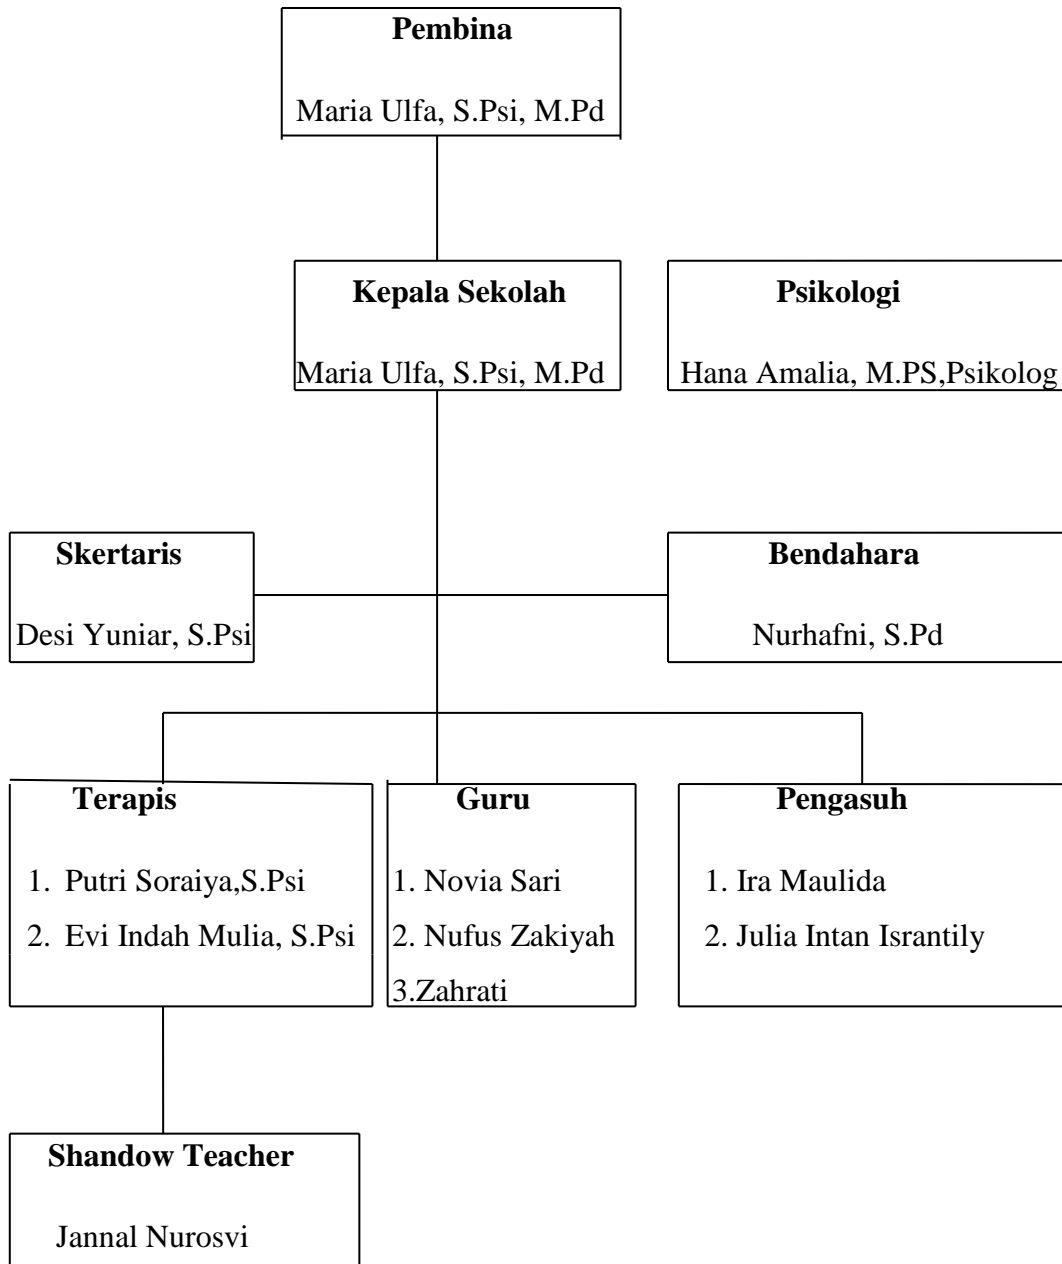 Pembina
Maria Ulfa, S.Psi, M.Pd
Kepala Sekolah
Maria Ulfa, S.Psi, M.Pd
Psikologi
Hana Amalia, M.PS,Psikolog
Skertaris
Desi Yuniar, S.Psi
Bendahara
Nurhafni, S.Pd
Terapis
1. Putri Soraiya,S.Psi
2. Evi Indah Mulia, S.Psi
Guru
1. Novia Sari
2. Nufus Zakiyah
3.Zahrati
Pengasuh
1. Ira Maulida
2. Julia Intan Israntily
Shandow Teacher
Jannal Nurosvi